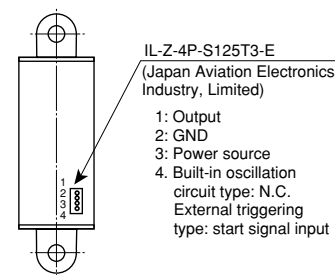 IL-Z-4P-S125T3-E
(Japan Aviation Electronics
Industry, Limited)
1: Output
2: GND
3: Power source
4. Built-in oscillation
circuit type: N.C.
External triggering
type: start signal input
1
2
3
4